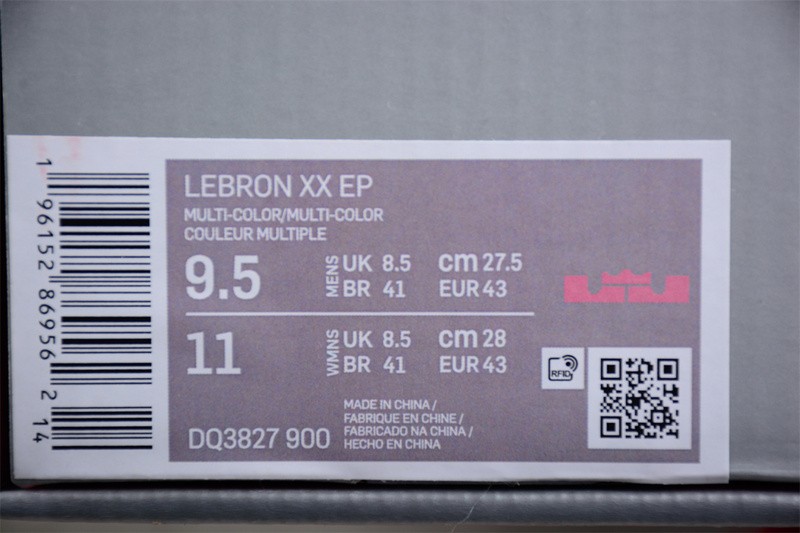 LEBRON XX EP
MULTI-COLOR/MULTI-COLOR
COULEUR MULTIPLE
9.5 MENS UK 8.5 cm 27.5
BR 41 EUR 43
11 WMNS UK 8.5 cm 28
BR 41 EUR 43
RFID
MADE IN CHINA /
FABRIQUE EN CHINE /
FABRICADO NA CHINA /
HECHO EN CHINA
DQ3827 900
1 96152 86956 2 14